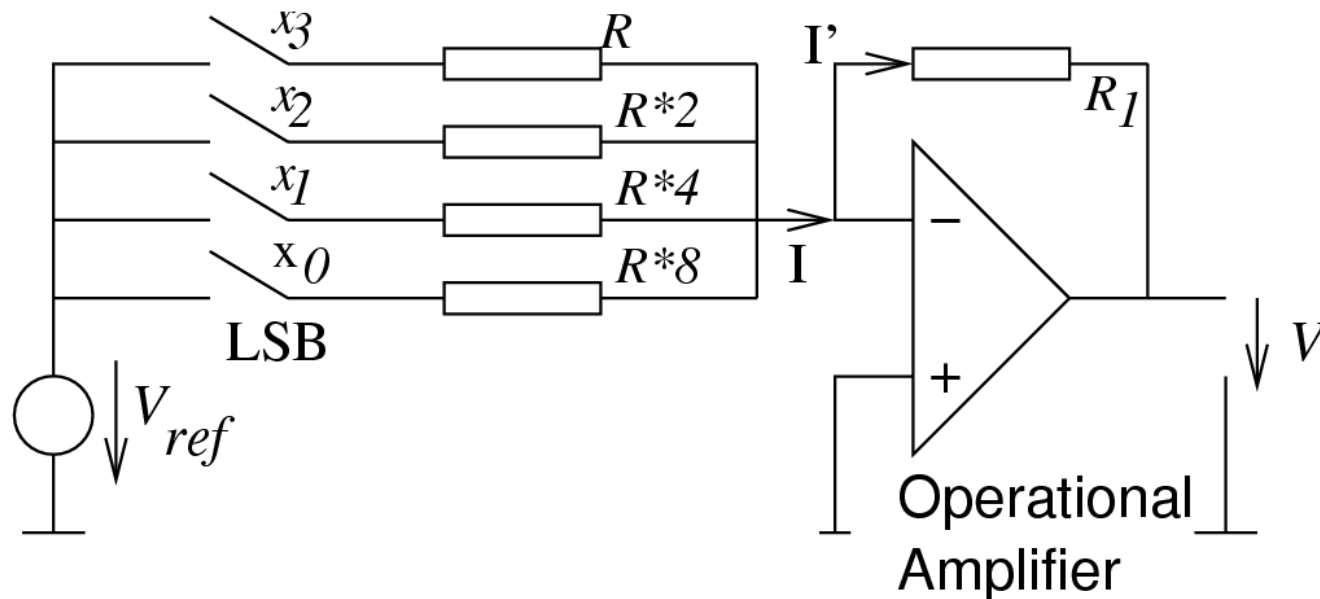 x3
R
I’
x2
R*2
R1
x1
R*4
−
x0
R*8
I
LSB
V
+
Vref
Operational
Amplifier